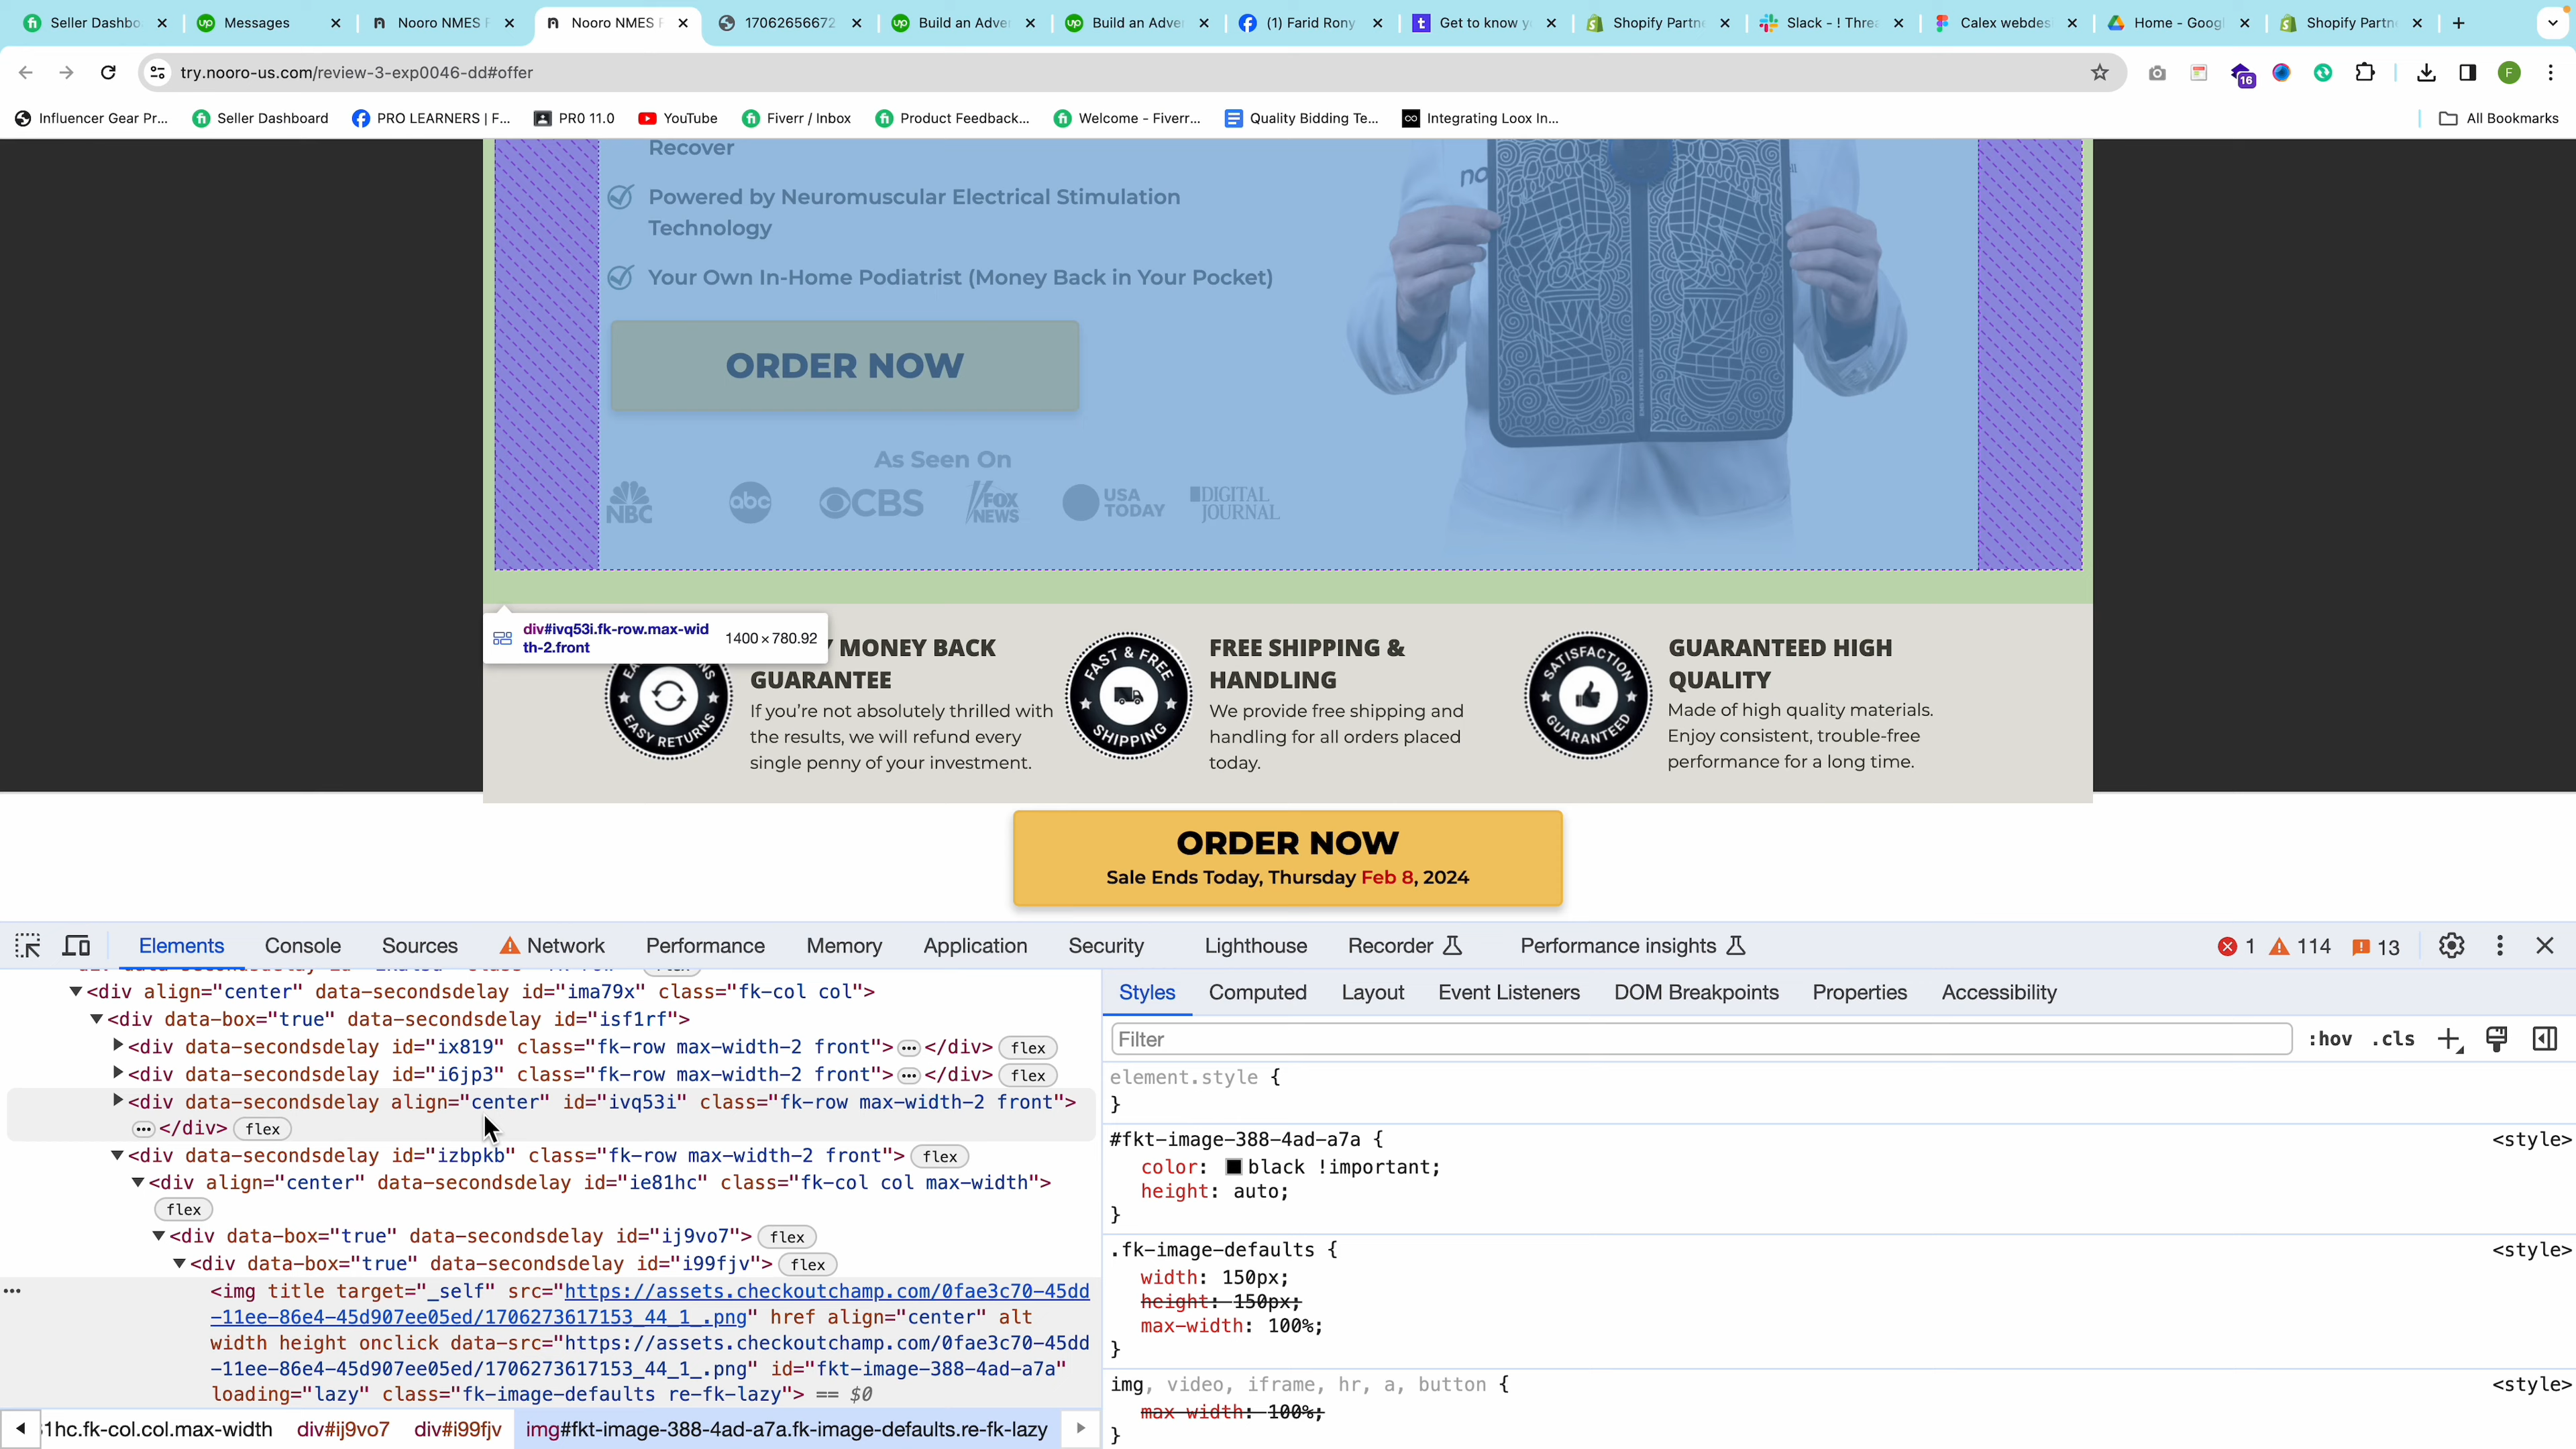 Seller Dashbo
Messages
Nooro NMES F
Nooro NMES F
17062656672
Build an Adve
Build an Adve
(1) Farid Rony
Get to know y
Shopify Partn
Slack - ! Threa
Calex webdes
Home - Googl
Shopify Partn
try.nooro-us.com/review-3-exp0046-dd#offer
16
F
Influencer Gear Pr...
Seller Dashboard
PRO LEARNERS | F...
PR0 11.0
YouTube
Fiverr / Inbox
Product Feedback...
Welcome - Fiverr...
Quality Bidding Te...
Integrating Loox In...
All Bookmarks
Recover
Powered by Neuromuscular Electrical Stimulation
Technology
Your Own In-Home Podiatrist (Money Back in Your Pocket)
ORDER NOW
As Seen On
NBC
abc
CBS
FOX
NEWS
USA
TODAY
DIGITAL
JOURNAL
no
div#ivq53i.fk-row.max-wid
th-2.front
1400 × 780.92
MONEY BACK
GUARANTEE
If you're not absolutely thrilled with
the results, we will refund every
single penny of your investment.
EASY RETURNS
FAST & FREE
SHIPPING
FREE SHIPPING &
HANDLING
We provide free shipping and
handling for all orders placed
today.
SATISFACTION
GUARANTEED
GUARANTEED HIGH
QUALITY
Made of high quality materials.
Enjoy consistent, trouble-free
performance for a long time.
ORDER NOW
Sale Ends Today, Thursday Feb 8, 2024
Elements
Console
Sources
Network
Performance
Memory
Application
Security
Lighthouse
Recorder
Performance insights
1
114
13
<div align="center" data-secondsdelay id="ima79x" class="fk-col col">
<div data-box="true" data-secondsdelay id="isf1rf">
<div data-secondsdelay id="ix819" class="fk-row max-width-2 front"> ••• </div> flex
<div data-secondsdelay id="i6jp3" class="fk-row max-width-2 front"> ••• </div> flex
<div data-secondsdelay align="center" id="ivq53i" class="fk-row max-width-2 front">
••• </div> flex
<div data-secondsdelay id="izbpkb" class="fk-row max-width-2 front"> flex
<div align="center" data-secondsdelay id="ie81hc" class="fk-col col max-width">
flex
<div data-box="true" data-secondsdelay id="ij9vo7"> flex
<div data-box="true" data-secondsdelay id="i99fjv"> flex
<img title target="_self" src="https://assets.checkoutchamp.com/0fae3c70-45dd
-11ee-86e4-45d907ee05ed/1706273617153_44_1_.png" href align="center" alt
width height onclick data-src="https://assets.checkoutchamp.com/0fae3c70-45dd
-11ee-86e4-45d907ee05ed/1706273617153_44_1_.png" id="fkt-image-388-4ad-a7a"
loading="lazy" class="fk-image-defaults re-fk-lazy"> == $0
1hc.fk-col.col.max-width
div#ij9vo7
div#i99fjv
img#fkt-image-388-4ad-a7a.fk-image-defaults.re-fk-lazy
Styles
Computed
Layout
Event Listeners
DOM Breakpoints
Properties
Accessibility
Filter
:hov
.cls
element.style {
}
#fkt-image-388-4ad-a7a {
<style>
color: black !important;
height: auto;
}
.fk-image-defaults {
<style>
width: 150px;
height: 150px;
max-width: 100%;
}
img, video, iframe, hr, a, button {
<style>
max-width: 100%;
}